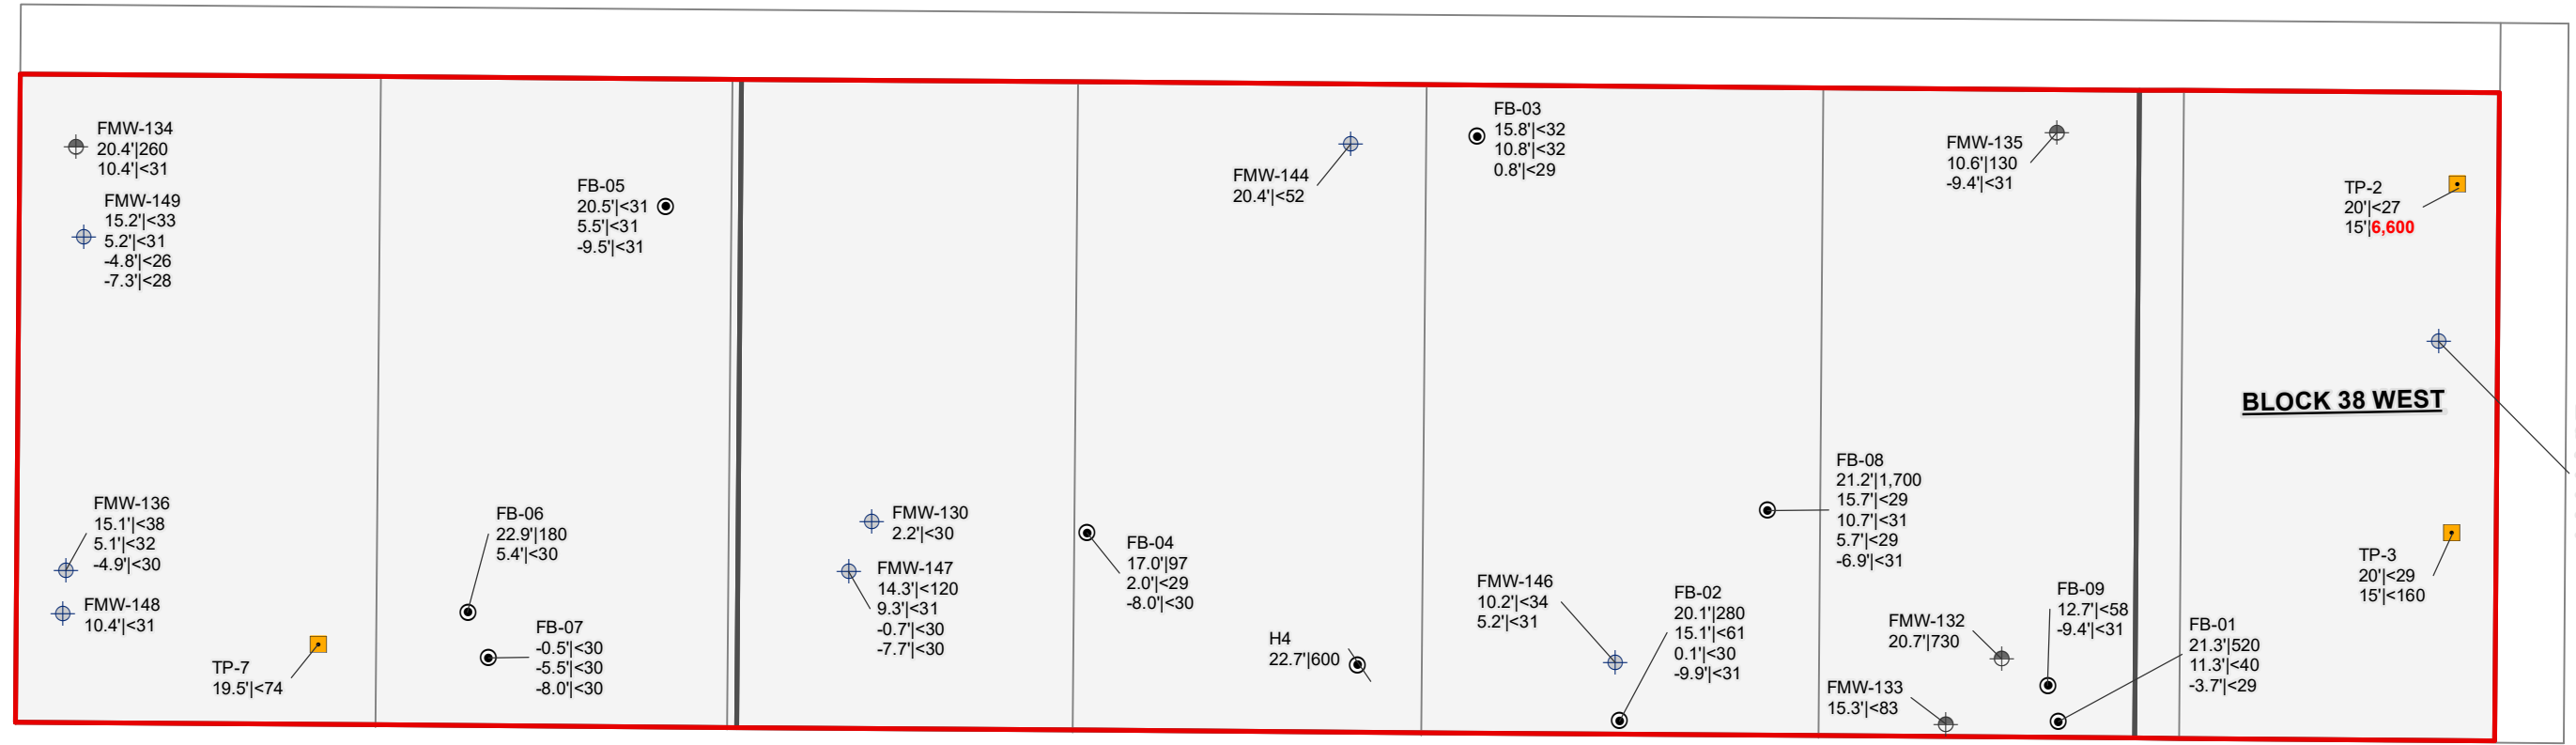 FMW-134
20.4'|260
10.4'|<31
FMW-149
15.2'|<33
5.2'|<31
-4.8'|<26
-7.3'|<28
FB-05
20.5'|<31
5.5'|<31
-9.5'|<31
FMW-144
20.4'|<52
FB-03
15.8'|<32
10.8'|<32
0.8'|<29
FMW-135
10.6'|130
-9.4'|<31
TP-2
20'|<27
15'|6,600
BLOCK 38 WEST
FMW-136
15.1'|<38
5.1'|<32
-4.9'|<30
FMW-148
10.4'|<31
TP-7
19.5'|<74
FB-06
22.9'|180
5.4'|<30
FB-07
-0.5'|<30
-5.5'|<30
-8.0'|<30
FMW-130
2.2'|<30
FMW-147
14.3'|<120
9.3'|<31
-0.7'|<30
-7.7'|<30
FB-04
17.0'|97
2.0'|<29
-8.0'|<30
H4
22.7'|600
FMW-146
10.2'|<34
5.2'|<31
FB-02
20.1'|280
15.1'|<61
0.1'|<30
-9.9'|<31
FB-08
21.2'|1,700
15.7'|<29
10.7'|<31
5.7'|<29
-6.9'|<31
FMW-132
20.7'|730
FMW-133
15.3'|<83
FB-09
12.7'|<58
-9.4'|<31
FB-01
21.3'|520
11.3'|<40
-3.7'|<29
TP-3
20'|<29
15'|<160